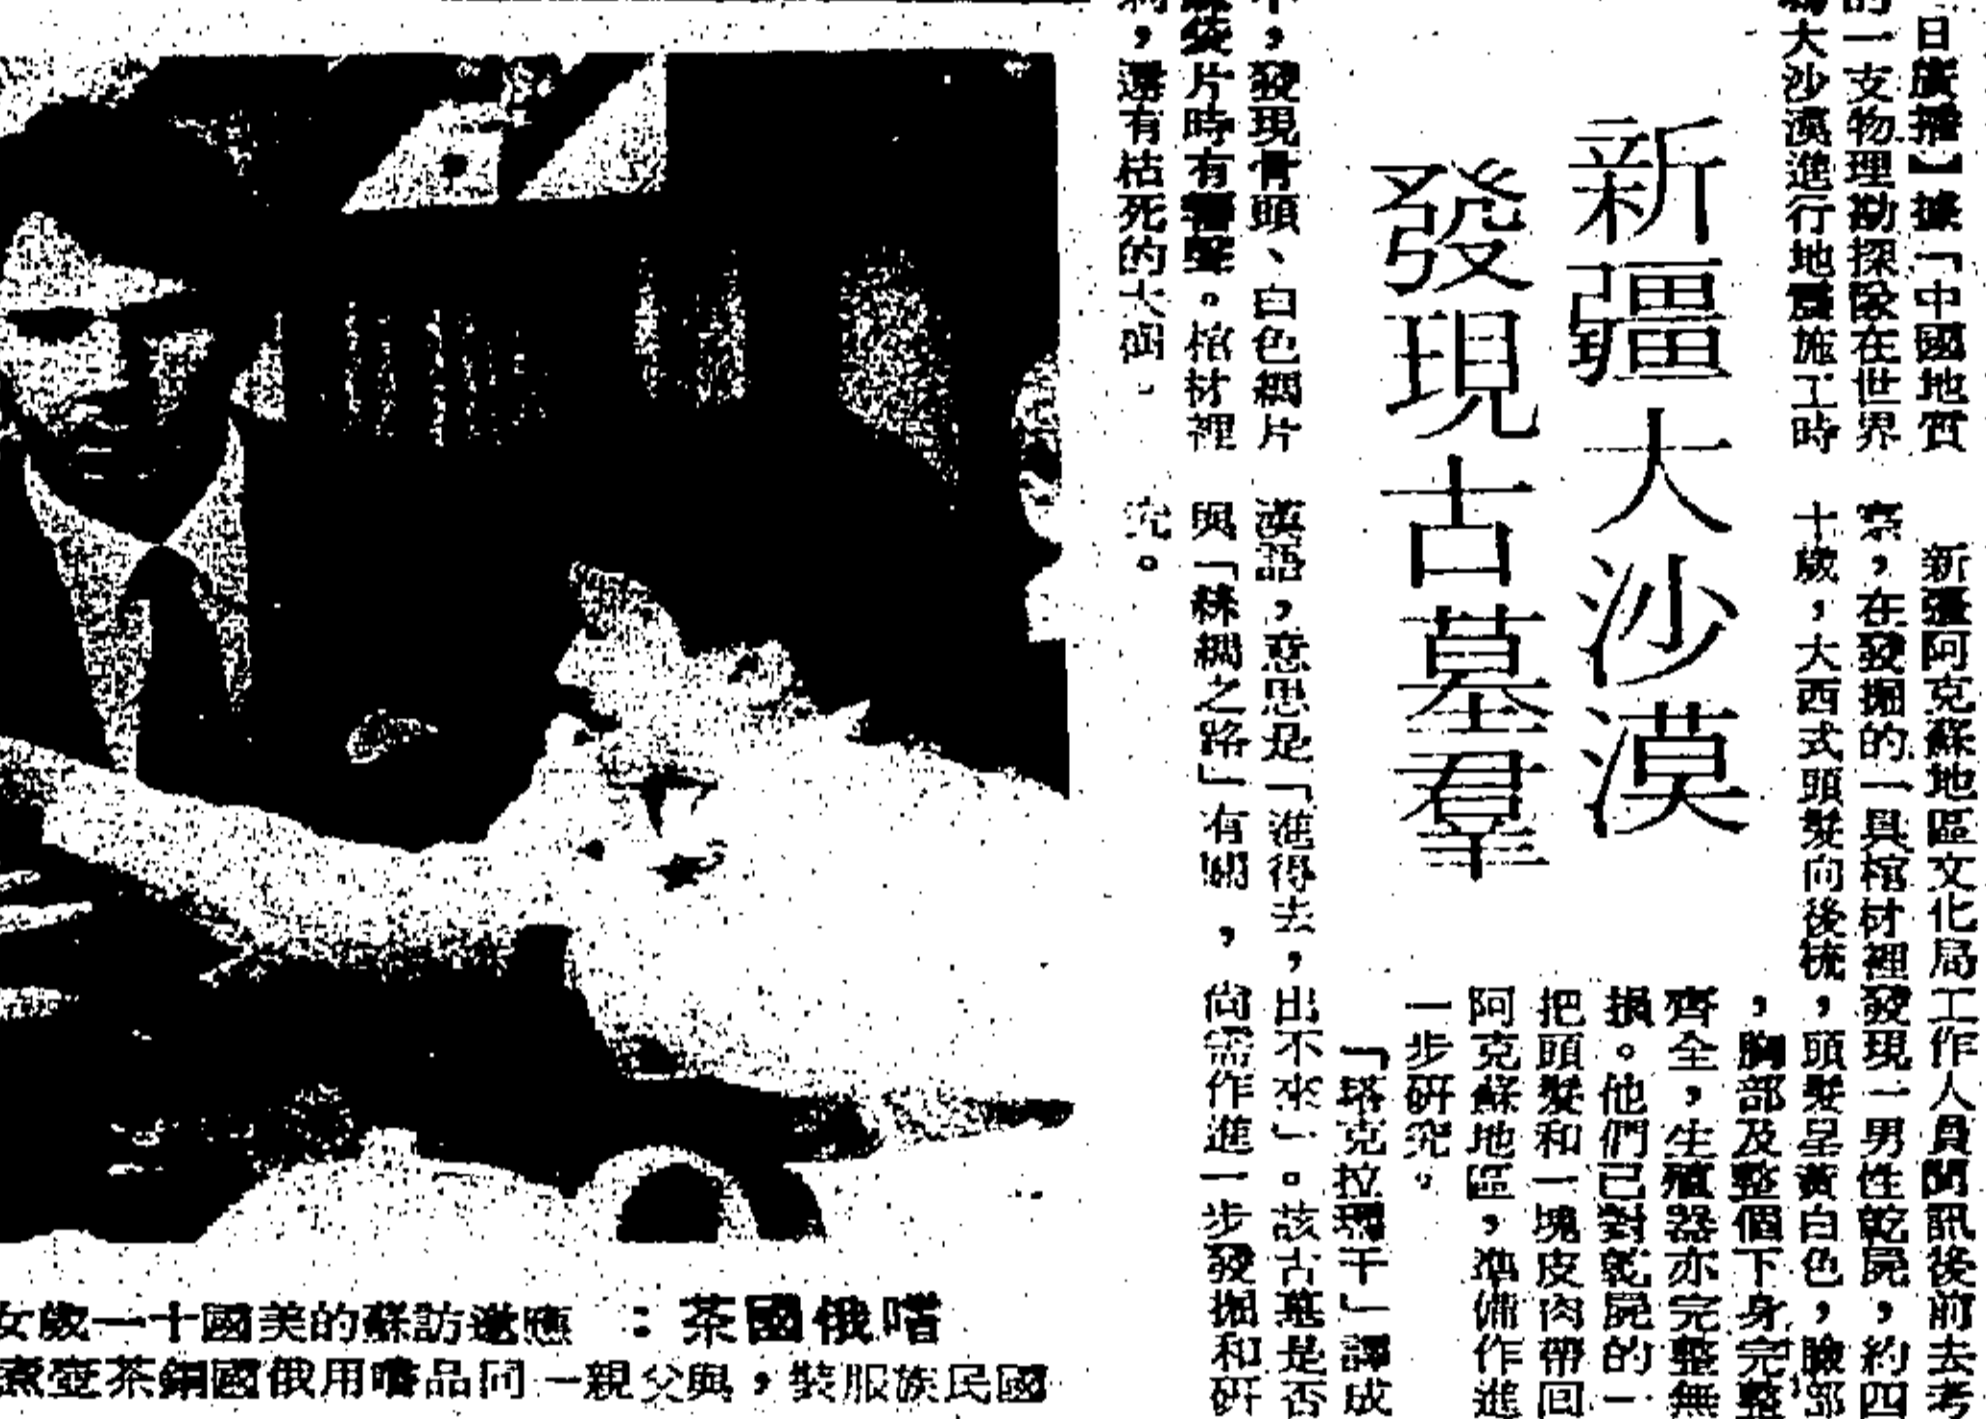 新疆大沙漠
發現古墓羣
日廣播】據「中國地質
的一支物理勘探隊在世界
大沙漠進行地震施工時
，發現骨頭、白色綢片
片時有響聲。棺材裡
，還有枯死的大樹。
新疆阿克蘇地區文化局工作人員聞訊後前去考
察，在發掘的一具棺材裡發現一男性乾屍，約四
十歲，大西式頭髮向後梳，頭髮呈黃白色，臉部
，胸部及整個下身完整
齊全，生殖器亦完整無
損。他們已對乾屍的一
把頭髮和一塊皮肉帶回
阿克蘇地區，準備作進
一步研究。
「塔克拉瑪干」譯成
漢語，意思是「進得去，出不來」。該古墓是否
與「絲綢之路」有關，尚需作進一步發掘和研
究。
嚐俄國茶：應邀訪蘇的美國十一歲女
國民族服裝，與父親一同品嚐用俄國銅茶壺煮